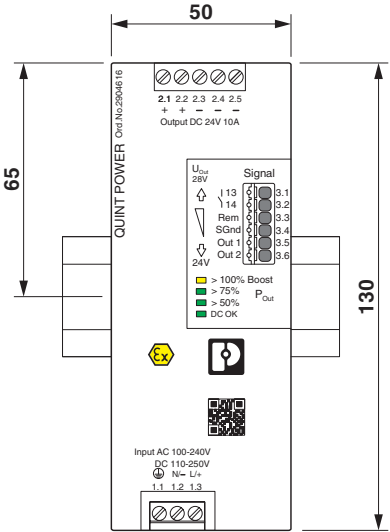 50
65
130
QUINT POWER Ord.No.2904616
2.1 2.2 2.3 2.4 2.5
+ + – – –
Output DC 24V 10A
UOut
28V
24V
Signal
13 3.1
14 3.2
Rem 3.3
SGnd 3.4
Out 1 3.5
Out 2 3.6
> 100% Boost
> 75%
> 50%
DC OK
POut
Ex
Input AC 100-240V
DC 110-250V
N/– L/+
1.1 1.2 1.3